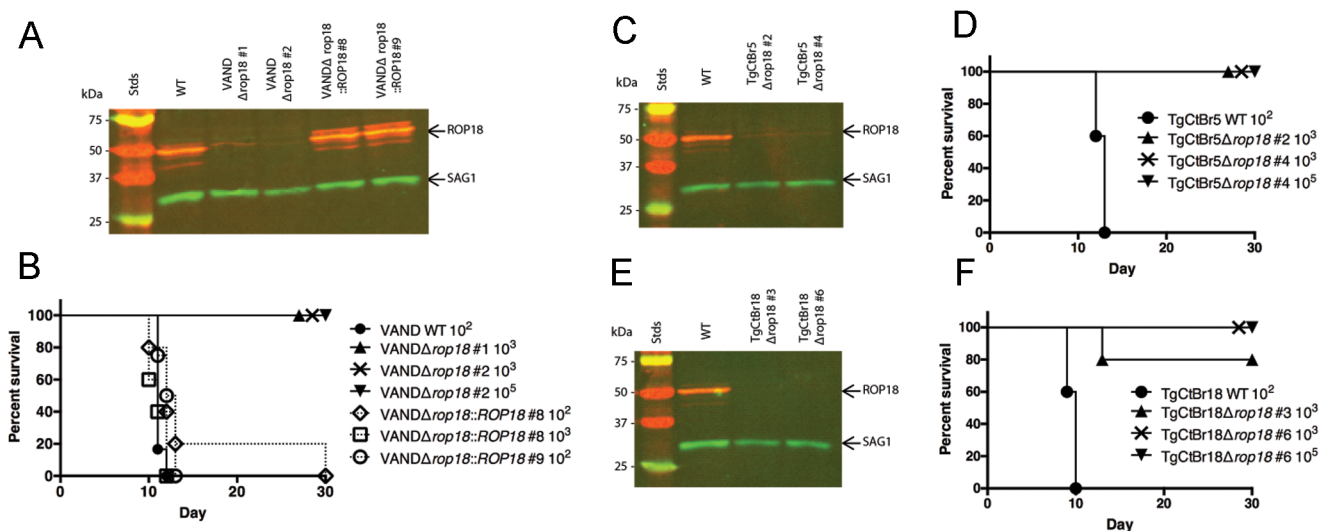 A
Stds
WT
VAND
Δrop18 #1
VAND
Δrop18 #2
VANDΔ rop18
::ROP18 #8
VANDΔ rop18
::ROP18 #9
kDa
75
50
37
25
ROP18
SAG1
B
Percent survival
100
80
60
40
20
0
0
10
20
30
Day
VAND WT 10²
VANDΔrop18 #1 10³
VANDΔrop18 #2 10³
VANDΔrop18 #2 10⁵
VANDΔrop18::ROP18 #8 10²
VANDΔrop18::ROP18 #8 10³
VANDΔrop18::ROP18 #9 10²
C
Stds
WT
TgCtBr5
Δrop18 #2
TgCtBr5
Δrop18 #4
kDa
75
50
37
25
ROP18
SAG1
D
Percent survival
100
80
60
40
20
0
0
10
20
30
Day
TgCtBr5 WT 10²
TgCtBr5Δrop18 #2 10³
TgCtBr5Δrop18 #4 10³
TgCtBr5Δrop18 #4 10⁵
E
Stds
WT
TgCtBr18
Δrop18 #3
TgCtBr18
Δrop18 #6
kDa
75
50
37
25
ROP18
SAG1
F
Percent survival
100
80
60
40
20
0
0
10
20
30
Day
TgCtBr18 WT 10²
TgCtBr18Δrop18 #3 10³
TgCtBr18Δrop18 #6 10³
TgCtBr18Δrop18 #6 10⁵